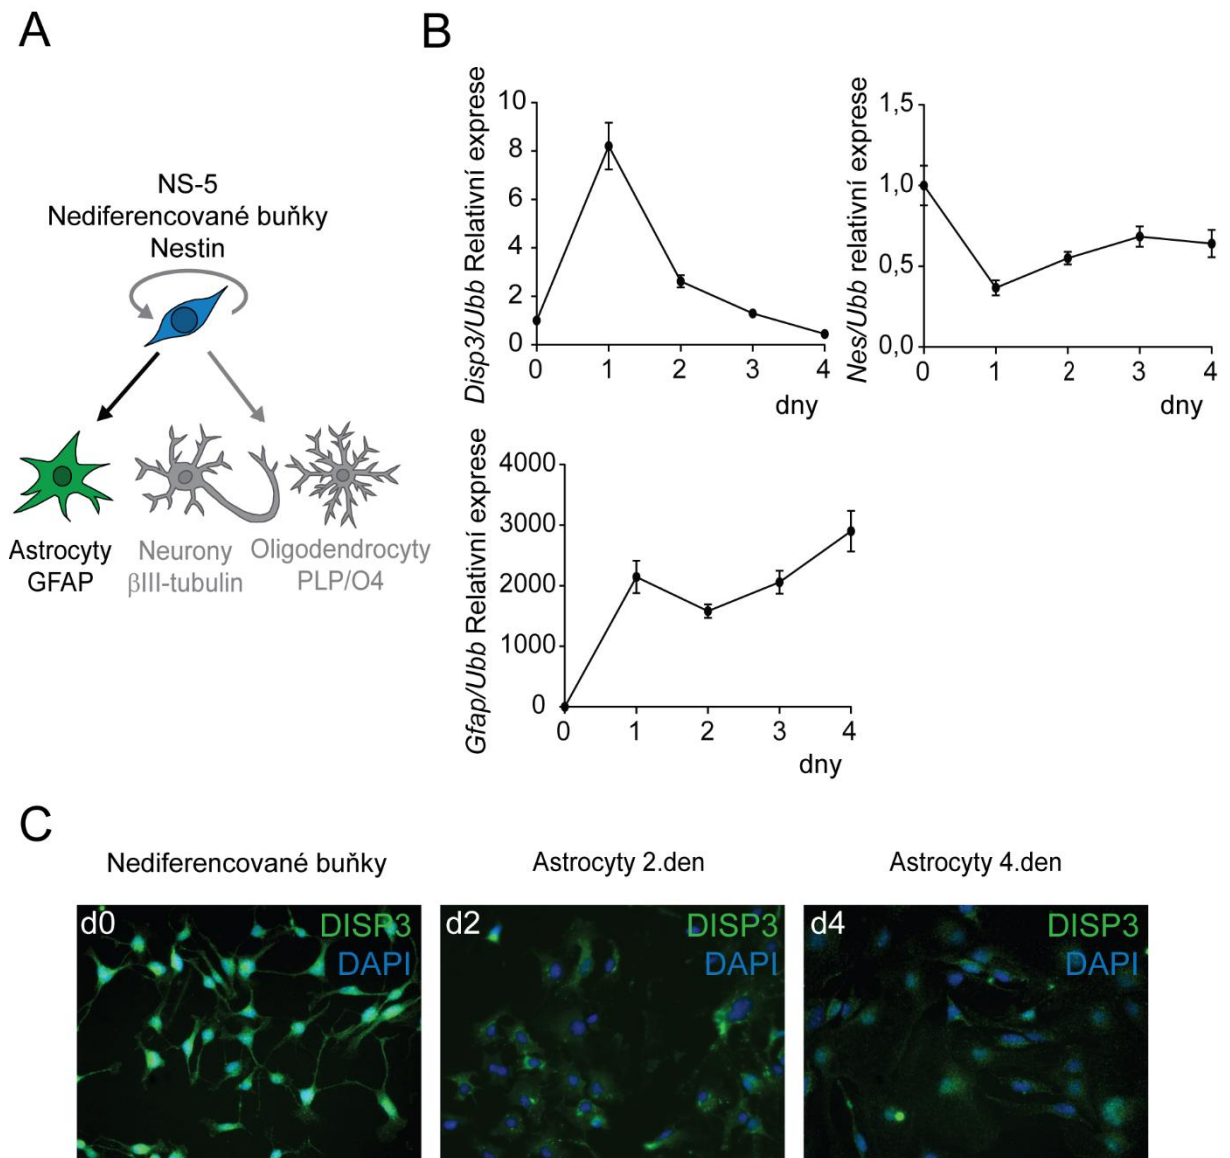 A
NS-5
Nediferencované buňky
Nestin
Astrocyty
GFAP
Neurony
βIII-tubulin
Oligodendrocyty
PLP/O4
B
Disp3/Ubb Relativní exprese
10
8
6
4
2
0
0 1 2 3 4
dny
Nes/Ubb relativní exprese
1,5
1,0
0,5
0,0
0 1 2 3 4
dny
Gfap/Ubb Relativní exprese
4000
3000
2000
1000
0
0 1 2 3 4
dny
C
Nediferencované buňky
Astrocyty 2.den
Astrocyty 4.den
d0
DISP3
DAPI
d2
DISP3
DAPI
d4
DISP3
DAPI